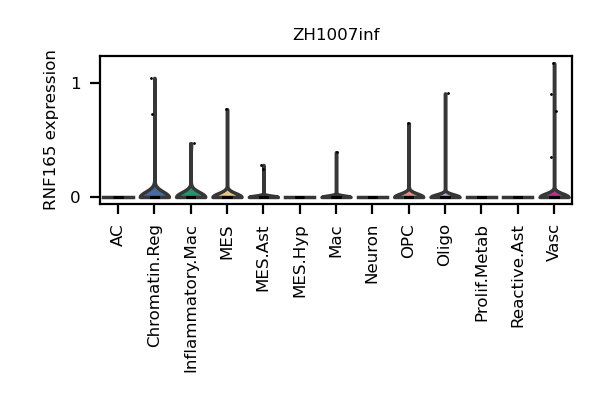 ZH1007inf
RNF165 expression
1
0
AC
Chromatin.Reg
Inflammatory.Mac
MES
MES.Ast
MES.Hyp
Mac
Neuron
OPC
Oligo
Prolif.Metab
Reactive.Ast
Vasc